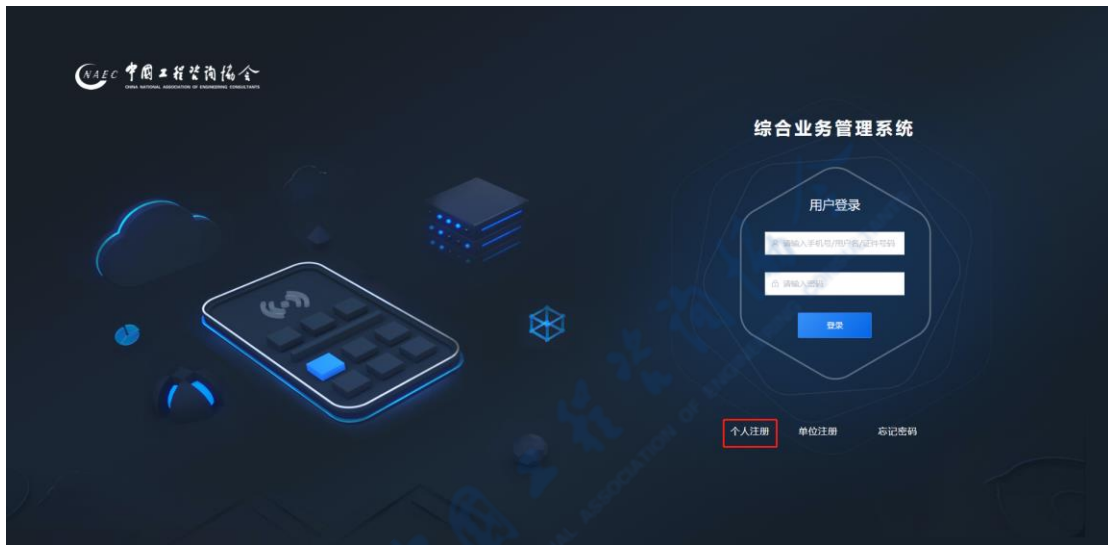 NAEC 中国工程咨询协会
CHINA NATIONAL ASSOCIATION OF ENGINEERING CONSULTANTS
综合业务管理系统
用户登录
请输入手机号/用户名/证件号码
请输入密码
登录
个人注册 单位注册 忘记密码